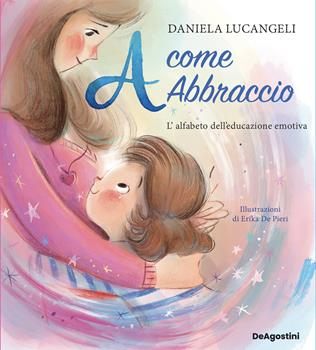 DANIELA LUCANGELI
A come
Abbraccio
L' alfabeto dell'educazione emotiva
Illustrazioni
di Erika De Pieri
DeAgostini